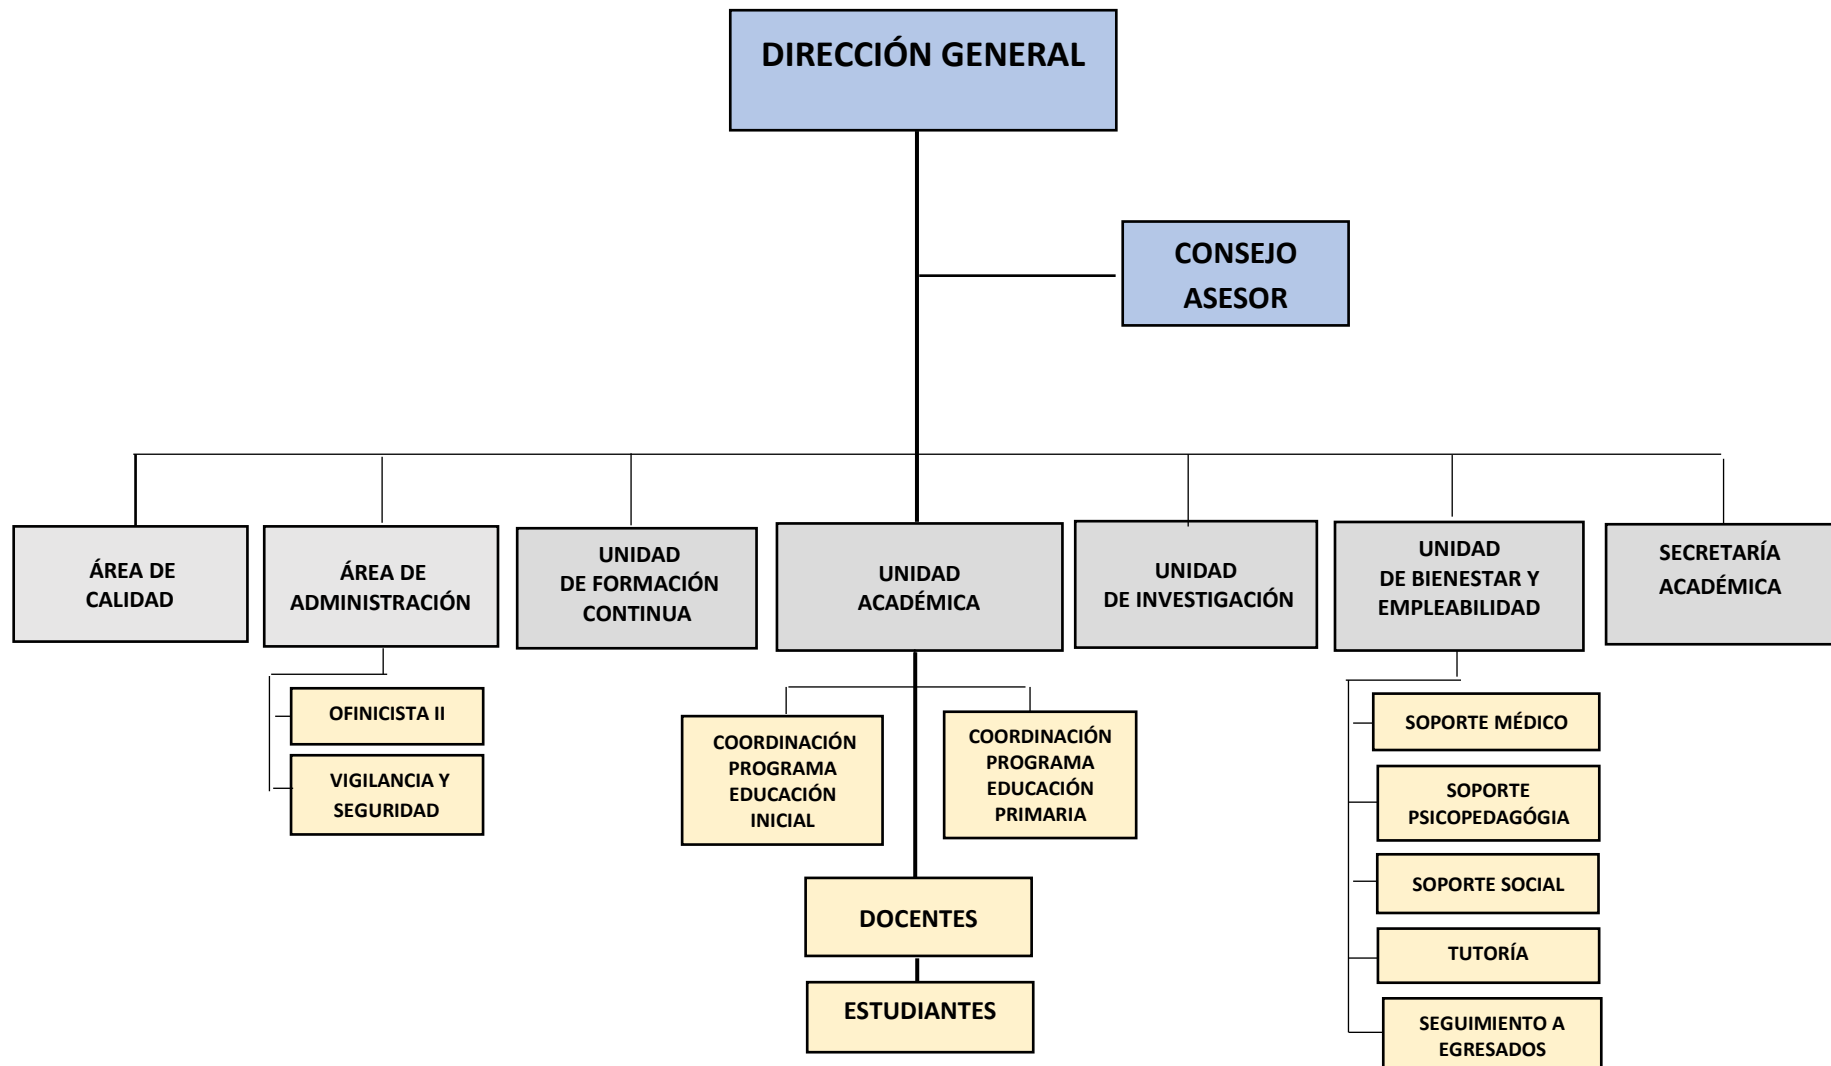 DIRECCIÓN GENERAL
CONSEJO
ASESOR
ÁREA DE
CALIDAD
ÁREA DE
ADMINISTRACIÓN
UNIDAD
DE FORMACIÓN
CONTINUA
UNIDAD
ACADÉMICA
UNIDAD
DE INVESTIGACIÓN
UNIDAD
DE BIENESTAR Y
EMPLEABILIDAD
SECRETARÍA
ACADÉMICA
OFINICISTA II
VIGILANCIA Y
SEGURIDAD
COORDINACIÓN
PROGRAMA
EDUCACIÓN
INICIAL
COORDINACIÓN
PROGRAMA
EDUCACIÓN
PRIMARIA
DOCENTES
ESTUDIANTES
SOPORTE MÉDICO
SOPORTE
PSICOPEDAGÓGIA
SOPORTE SOCIAL
TUTORÍA
SEGUIMIENTO A
EGRESADOS